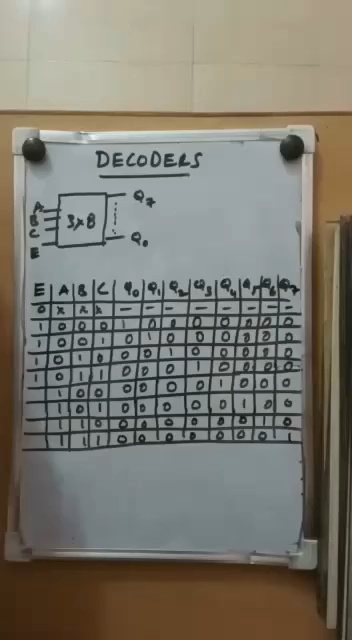 DECODERS
A
B
C
E
3x8
Q7
Q0
E A B C Q0 Q1 Q2 Q3 Q4 Q5 Q6 Q7
0 x x x - - - - - - - -
1 0 0 0 1 0 0 0 0 0 0 0
1 0 0 1 0 1 0 0 0 0 0 0
1 0 1 0 0 0 1 0 0 0 0 0
1 0 1 1 0 0 0 1 0 0 0 0
1 1 0 0 0 0 0 0 1 0 0 0
1 1 0 1 0 0 0 0 0 1 0 0
1 1 1 0 0 0 0 0 0 0 1 0
1 1 1 1 0 0 0 0 0 0 0 1